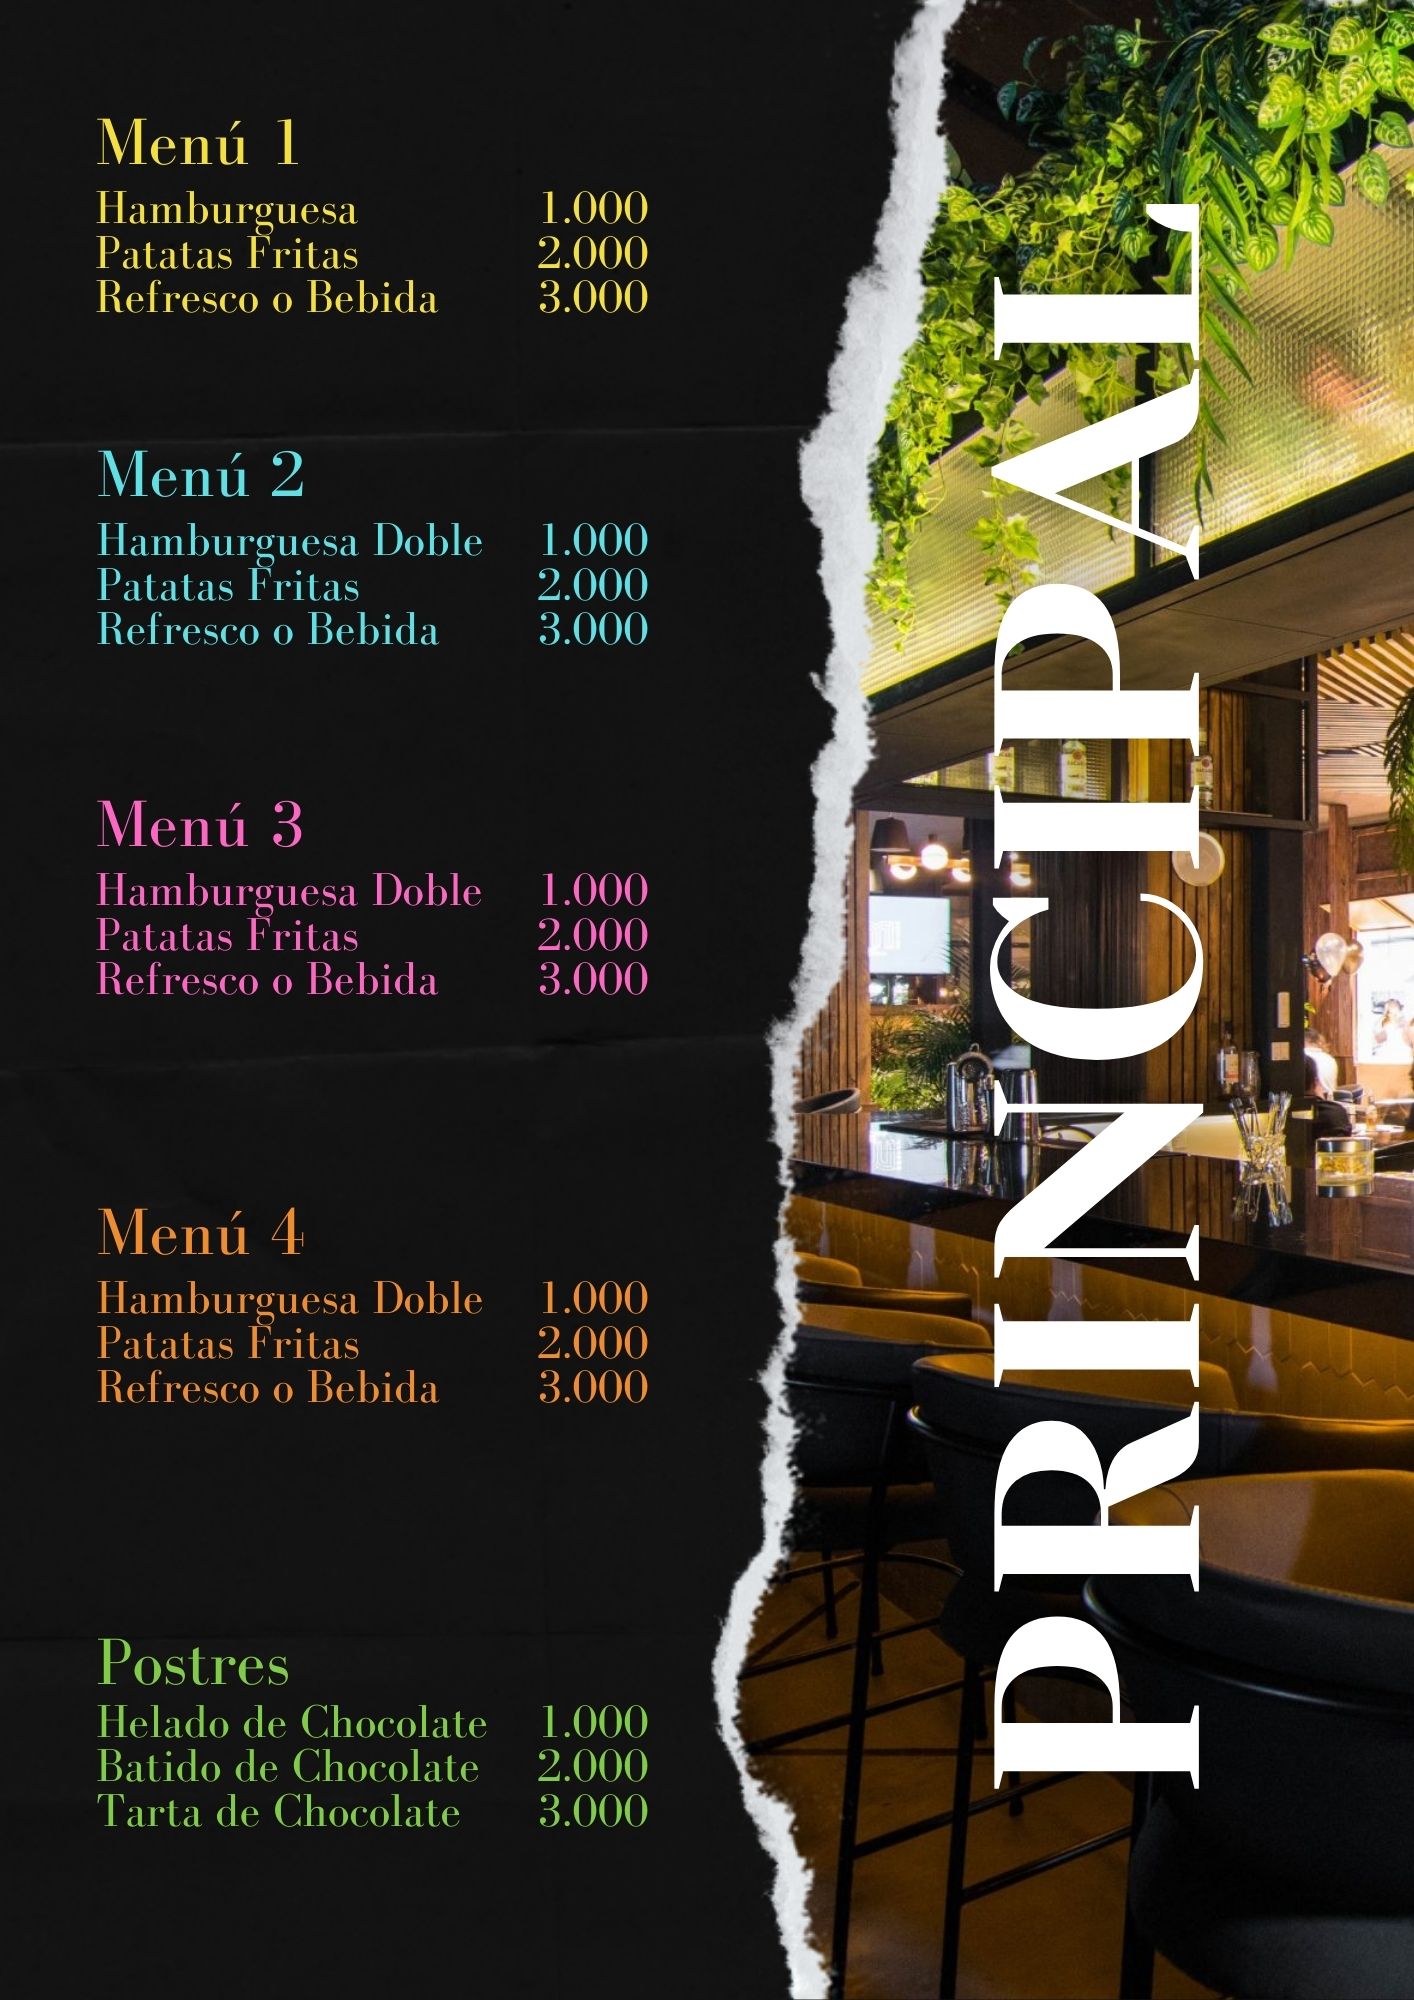 Menú 1
Hamburguesa 1.000
Patatas Fritas 2.000
Refresco o Bebida 3.000
Menú 2
Hamburguesa Doble 1.000
Patatas Fritas 2.000
Refresco o Bebida 3.000
Menú 3
Hamburguesa Doble 1.000
Patatas Fritas 2.000
Refresco o Bebida 3.000
Menú 4
Hamburguesa Doble 1.000
Patatas Fritas 2.000
Refresco o Bebida 3.000
Postres
Helado de Chocolate 1.000
Batido de Chocolate 2.000
Tarta de Chocolate 3.000
PRINCIPAL